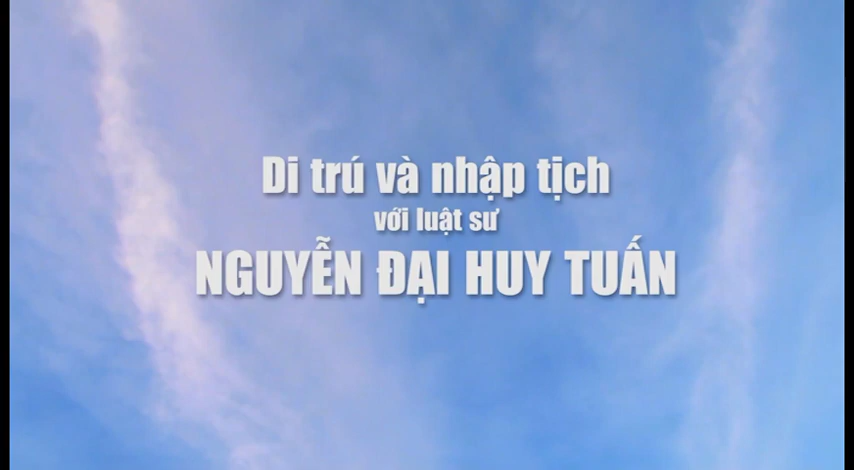 Di trú và nhập tịch
với luật sư
NGUYỄN ĐẠI HUY TUẤN